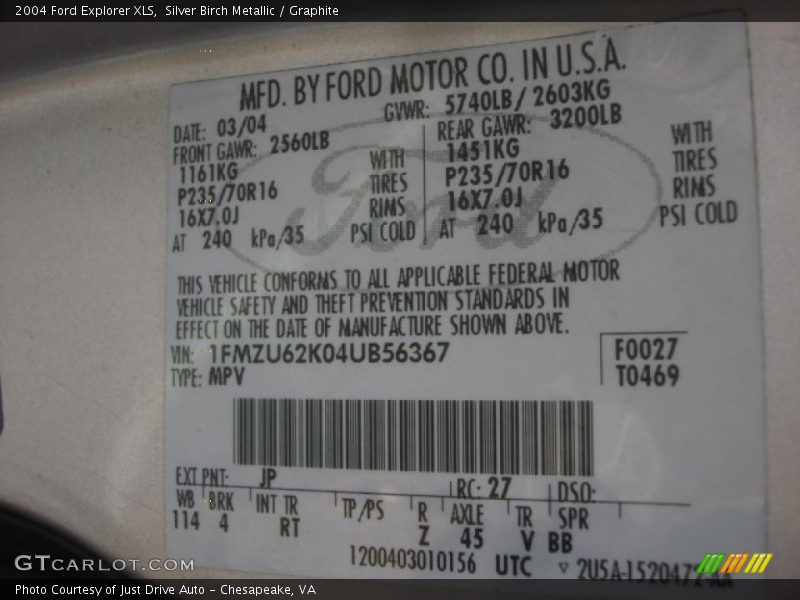 2004 Ford Explorer XLS,  Silver Birch Metallic / Graphite
MFD. BY FORD MOTOR CO. IN U.S.A.
DATE: 03/04 GVWR: 5740LB/ 2603KG
FRONT GAWR: 2560LB REAR GAWR: 3200LB
1161KG WITH 1451KG WITH
P235/70R16 TIRES P235/70R16 TIRES
16X7.0J RIMS 16X7.0J RINS
AT 240 kPa/35 PSI COLD AT 240 kPa/35 PSI COLD
Ford
THIS VEHICLE CONFORMS TO ALL APPLICABLE FEDERAL MOTOR
VEHICLE SAFETY AND THEFT PREVENTION STANDARDS IN
EFFECT ON THE DATE OF MANUFACTURE SHOWN ABOVE.
VIN: 1FMZU62K04UB56367 F0027
TYPE: MPV T0469
EXT PNT: JP RC: 27 DSO:
WB BRK INT TR TP/PS R AXLE TR SPR
114 4 RT Z 45 V BB
1200403010156 UTC ▽ 2U5A-1520472-AA
GTCARLOT.COM
Photo Courtesy of Just Drive Auto - Chesapeake, VA